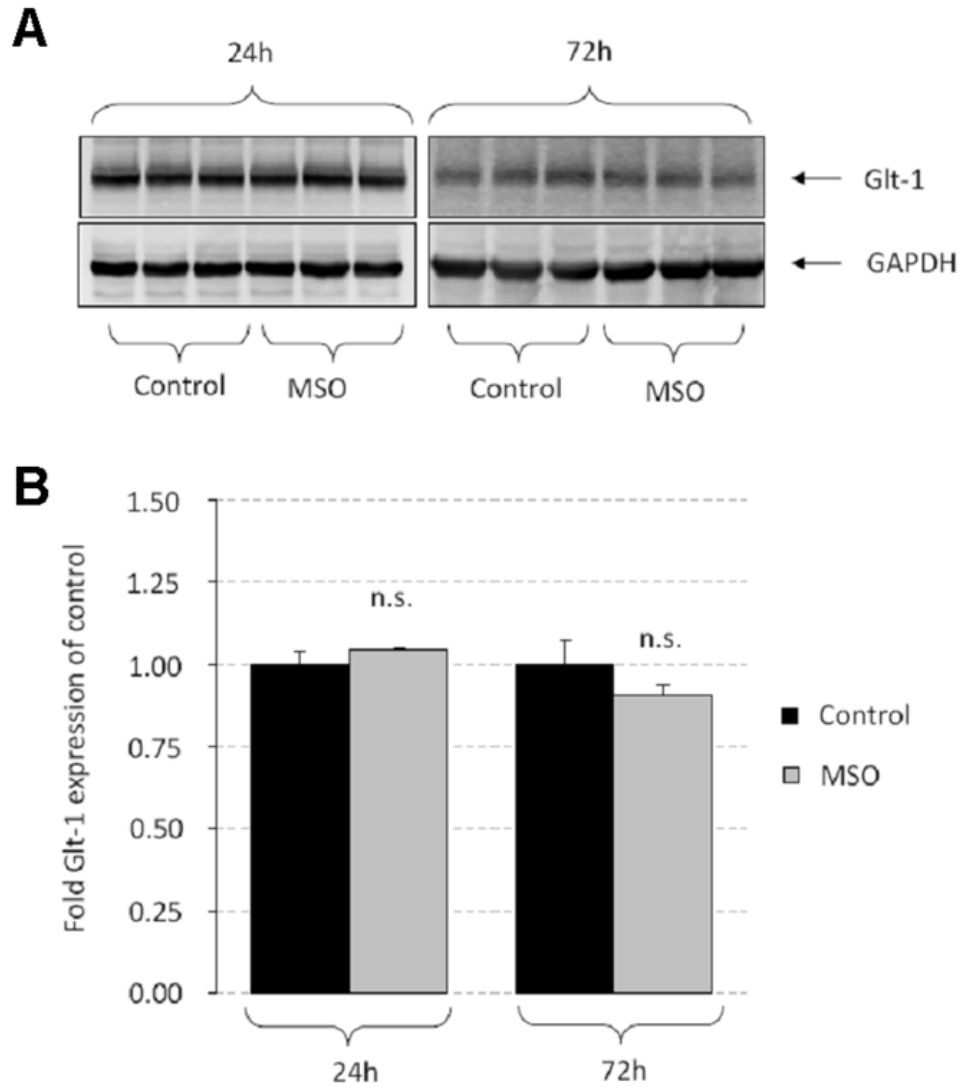 A
24h 72h
Glt-1
GAPDH
Control MSO Control MSO
B
Fold Glt-1 expression of control
1.50
1.25
1.00
0.75
0.50
0.25
0.00
n.s.
n.s.
Control
MSO
24h 72h